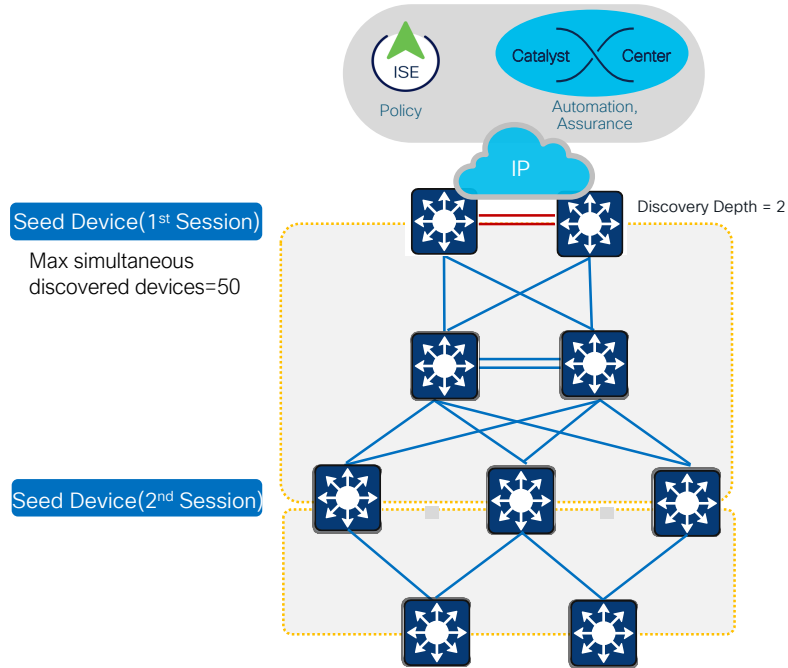 ISE
Policy
Catalyst Center
Automation,
Assurance
IP
Seed Device(1st Session)
Discovery Depth = 2
Max simultaneous
discovered devices=50
Seed Device(2nd Session)